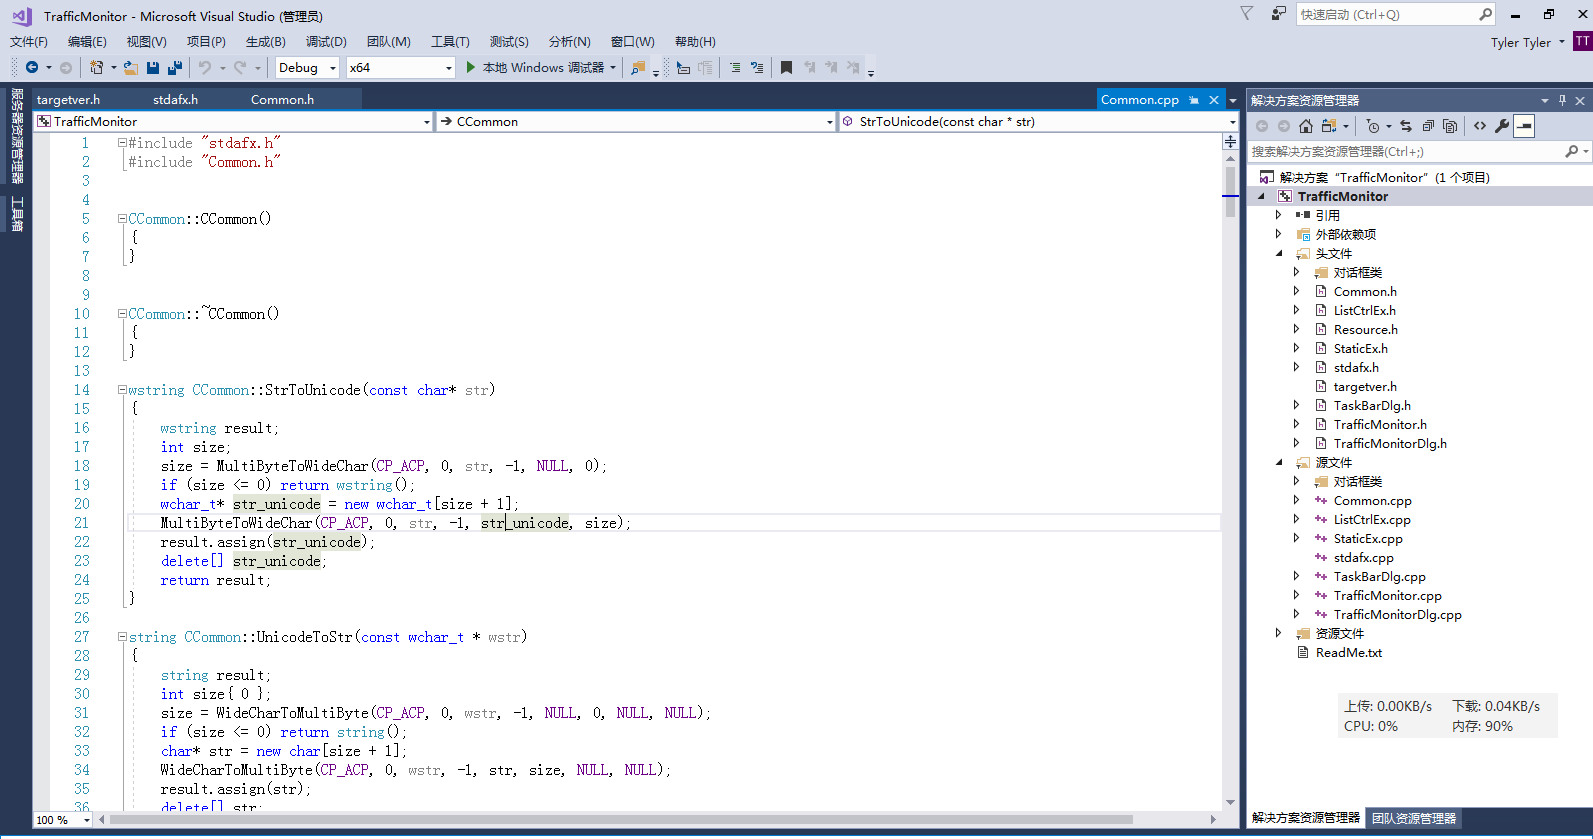 TrafficMonitor - Microsoft Visual Studio (管理员)
快速启动 (Ctrl+Q)
文件(F) 编辑(E) 视图(V) 项目(P) 生成(B) 调试(D) 团队(M) 工具(T) 测试(S) 分析(N) 窗口(W) 帮助(H)
Tyler Tyler TT
Debug x64 本地 Windows 调试器
服务器资源管理器
工具箱
targetver.h stdafx.h Common.h Common.cpp
TrafficMonitor CCommon StrToUnicode(const char * str)
1 #include "stdafx.h"
2 #include "Common.h"
3
4
5 CCommon::CCommon()
6 {
7 }
8
9
10 CCommon::~CCommon()
11 {
12 }
13
14 wstring CCommon::StrToUnicode(const char* str)
15 {
16 wstring result;
17 int size;
18 size = MultiByteToWideChar(CP_ACP, 0, str, -1, NULL, 0);
19 if (size <= 0) return wstring();
20 wchar_t* str_unicode = new wchar_t[size + 1];
21 MultiByteToWideChar(CP_ACP, 0, str, -1, str_unicode, size);
22 result.assign(str_unicode);
23 delete[] str_unicode;
24 return result;
25 }
26
27 string CCommon::UnicodeToStr(const wchar_t * wstr)
28 {
29 string result;
30 int size{ 0 };
31 size = WideCharToMultiByte(CP_ACP, 0, wstr, -1, NULL, 0, NULL, NULL);
32 if (size <= 0) return string();
33 char* str = new char[size + 1];
34 WideCharToMultiByte(CP_ACP, 0, wstr, -1, str, size, NULL, NULL);
35 result.assign(str);
36 delete[] str;
100 %
解决方案资源管理器
搜索解决方案资源管理器(Ctrl+;)
解决方案 "TrafficMonitor" (1 个项目)
TrafficMonitor
引用
外部依赖项
头文件
对话框类
Common.h
ListCtrlEx.h
Resource.h
StaticEx.h
stdafx.h
targetver.h
TaskBarDlg.h
TrafficMonitor.h
TrafficMonitorDlg.h
源文件
对话框类
Common.cpp
ListCtrlEx.cpp
StaticEx.cpp
stdafx.cpp
TaskBarDlg.cpp
TrafficMonitor.cpp
TrafficMonitorDlg.cpp
资源文件
ReadMe.txt
上传: 0.00KB/s 下载: 0.04KB/s
CPU: 0% 内存: 90%
解决方案资源管理器 团队资源管理器